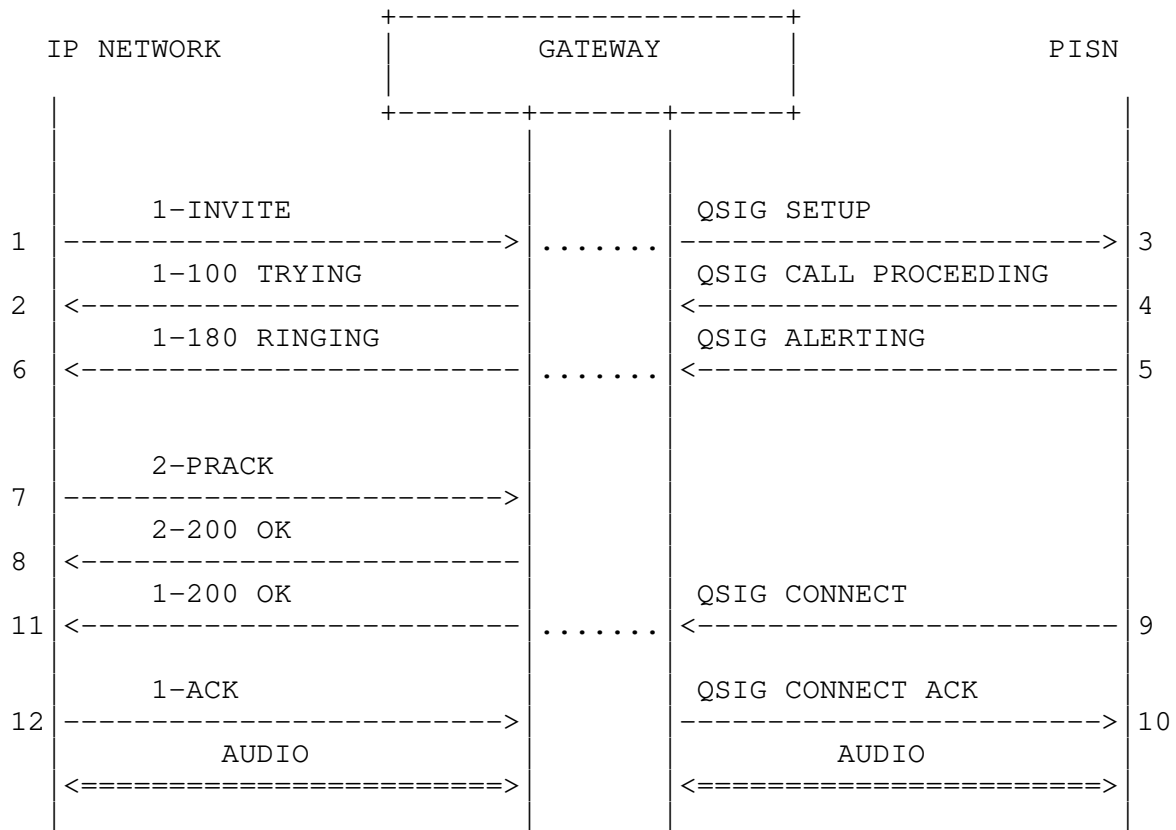 IP NETWORK GATEWAY PISN
1-INVITE QSIG SETUP
1 3
1-100 TRYING QSIG CALL PROCEEDING
2 4
1-180 RINGING QSIG ALERTING
6 5
2-PRACK
7
2-200 OK
8
1-200 OK QSIG CONNECT
11 9
1-ACK QSIG CONNECT ACK
12 10
AUDIO AUDIO